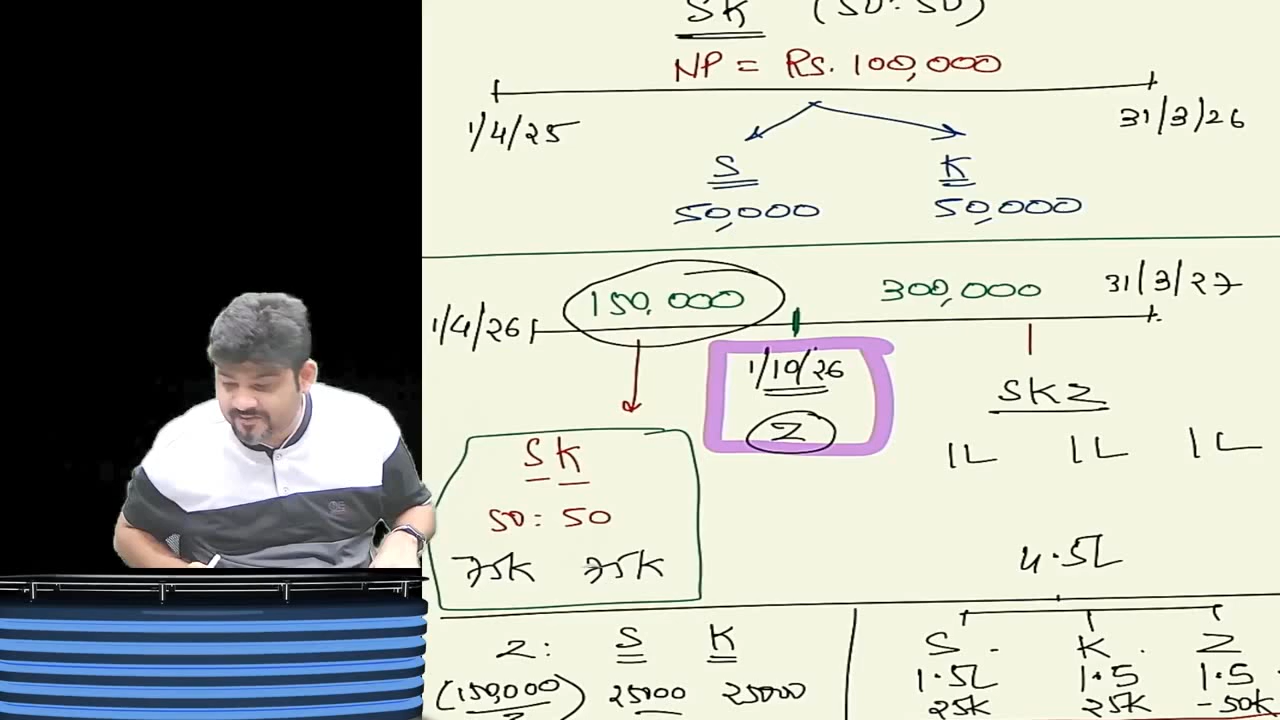 SK (50:50)
NP = Rs. 100,000
1/4/25
31/3/26
S
K
50,000
50,000
150,000
300,000
31/3/27
1/4/26
1/10/26
Z
SKZ
1L 1L 1L
SK
50:50
75K 75K
4.5L
Z: S K
(150,000) 25000 25000
S. K. Z
1.5L 1.5 1.5
25K 25K -50K